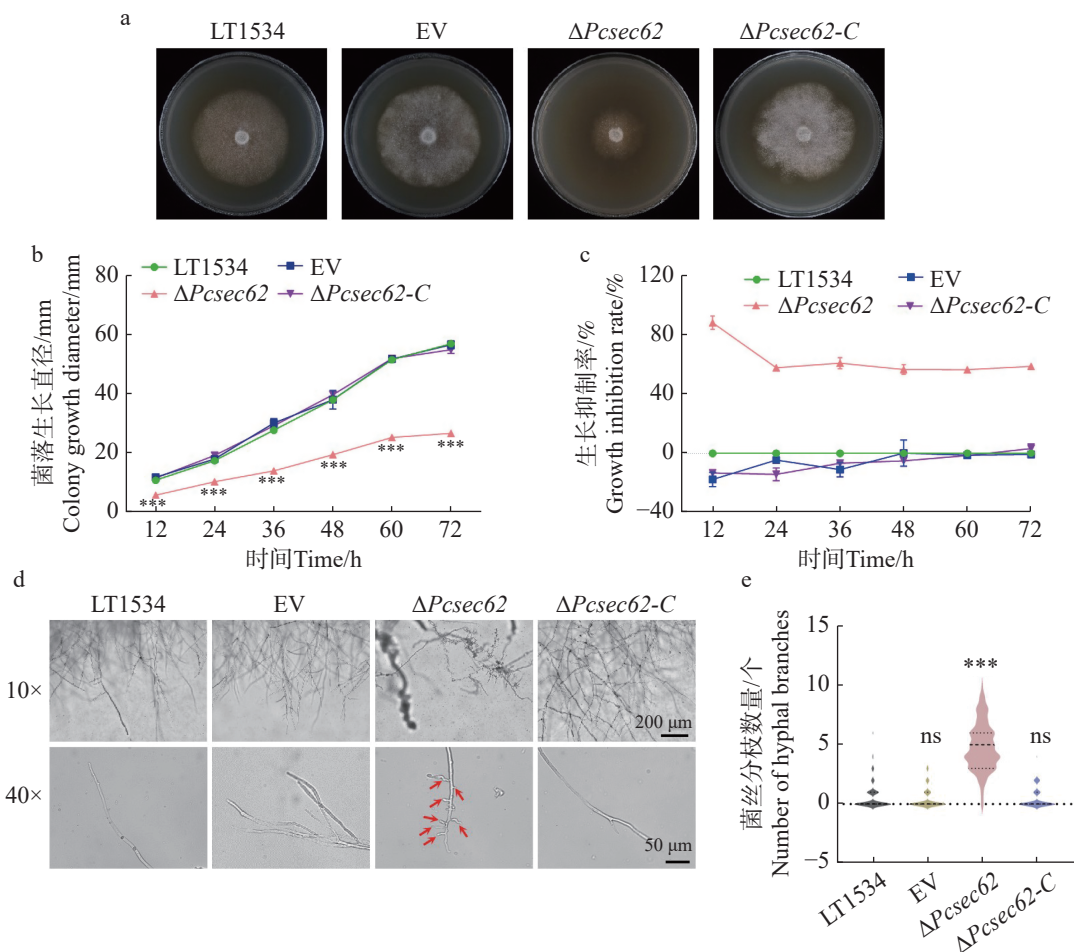 a
LT1534
EV
ΔPcsec62
ΔPcsec62-C
b
菌落生长直径/mm
Colony growth diameter/mm
80
60
40
20
0
LT1534
EV
ΔPcsec62
ΔPcsec62-C
***
***
***
***
***
***
12
24
36
48
60
72
时间Time/h
c
生长抑制率/%
Growth inhibition rate/%
120
80
40
0
−40
LT1534
EV
ΔPcsec62
ΔPcsec62-C
12
24
36
48
60
72
时间Time/h
d
LT1534
EV
ΔPcsec62
ΔPcsec62-C
10×
200 μm
40×
50 μm
e
菌丝分枝数量/个
Number of hyphal branches
15
10
5
0
−5
ns
***
ns
LT1534
EV
ΔPcsec62
ΔPcsec62-C